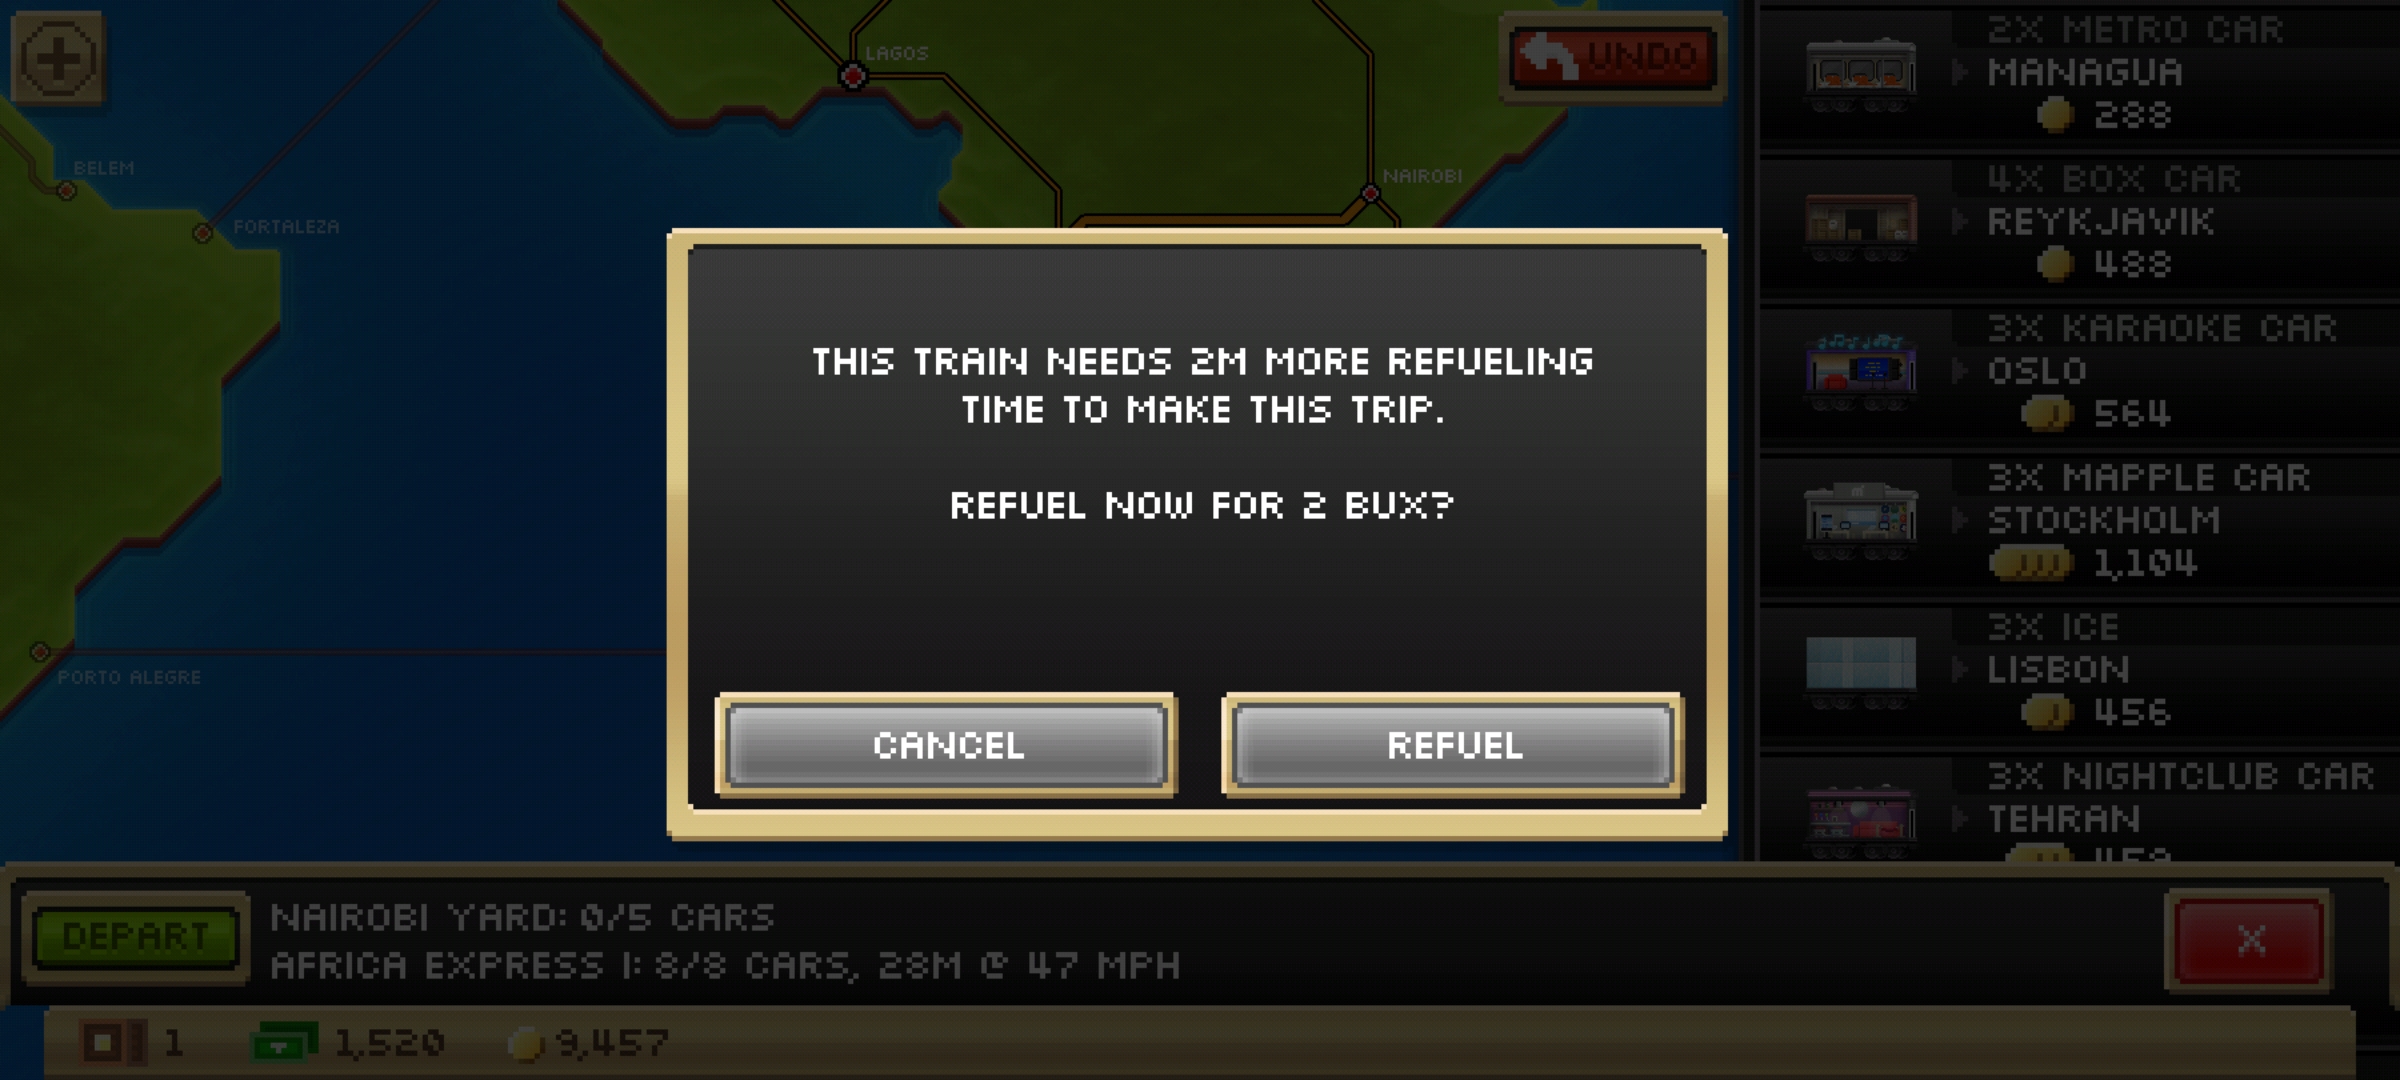 LAGOS
UNDO
BELEM
FORTALEZA
NAIROBI
PORTO ALEGRE
THIS TRAIN NEEDS 2M MORE REFUELING
TIME TO MAKE THIS TRIP.
REFUEL NOW FOR 2 BUX?
CANCEL
REFUEL
2X METRO CAR
MANAGUA
288
4X BOX CAR
REYKJAVIK
488
3X KARAOKE CAR
OSLO
564
3X MAPPLE CAR
STOCKHOLM
1,104
3X ICE
LISBON
456
3X NIGHTCLUB CAR
TEHRAN
DEPART
NAIROBI YARD: 0/5 CARS
AFRICA EXPRESS I: 8/8 CARS, 28M @ 47 MPH
X
1
1,520
9,457